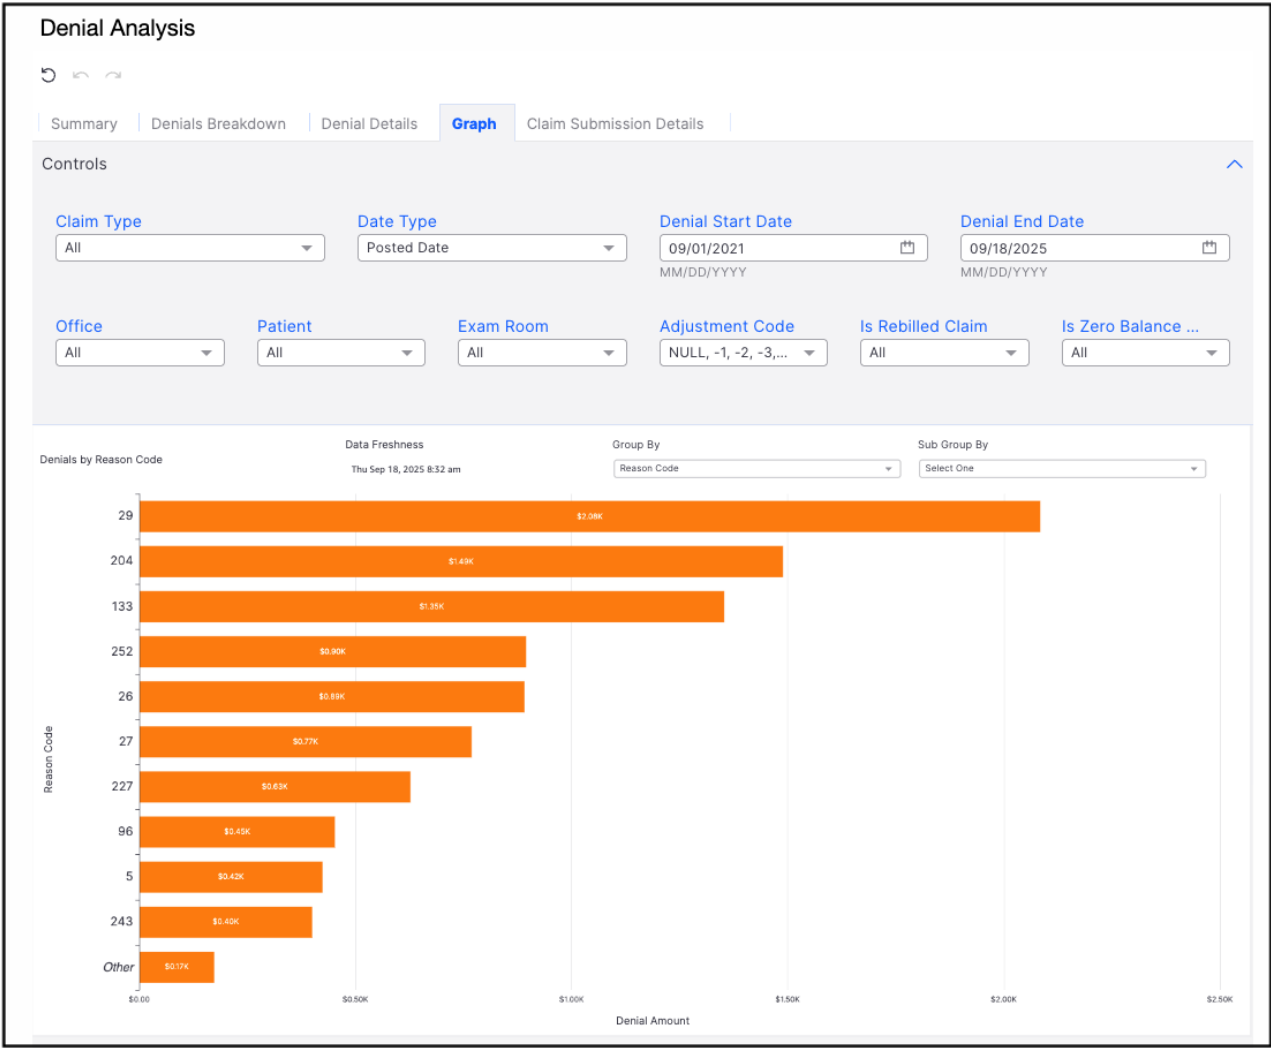 Denial Analysis
Summary
Denials Breakdown
Denial Details
Graph
Claim Submission Details
Controls
Claim Type
Date Type
Denial Start Date
Denial End Date
All
Posted Date
09/01/2021
09/18/2025
MM/DD/YYYY
MM/DD/YYYY
Office
Patient
Exam Room
Adjustment Code
Is Rebilled Claim
Is Zero Balance ...
All
All
All
NULL, -1, -2, -3,...
All
All
Denials by Reason Code
Data Freshness
Thu Sep 18, 2025 8:32 am
Group By
Reason Code
Sub Group By
Select One
Reason Code
29
$2.08K
204
$1.49K
133
$1.35K
252
$0.90K
26
$0.89K
27
$0.77K
227
$0.63K
96
$0.45K
5
$0.42K
243
$0.40K
Other
$0.17K
$0.00
$0.50K
$1.00K
$1.50K
$2.00K
$2.50K
Denial Amount